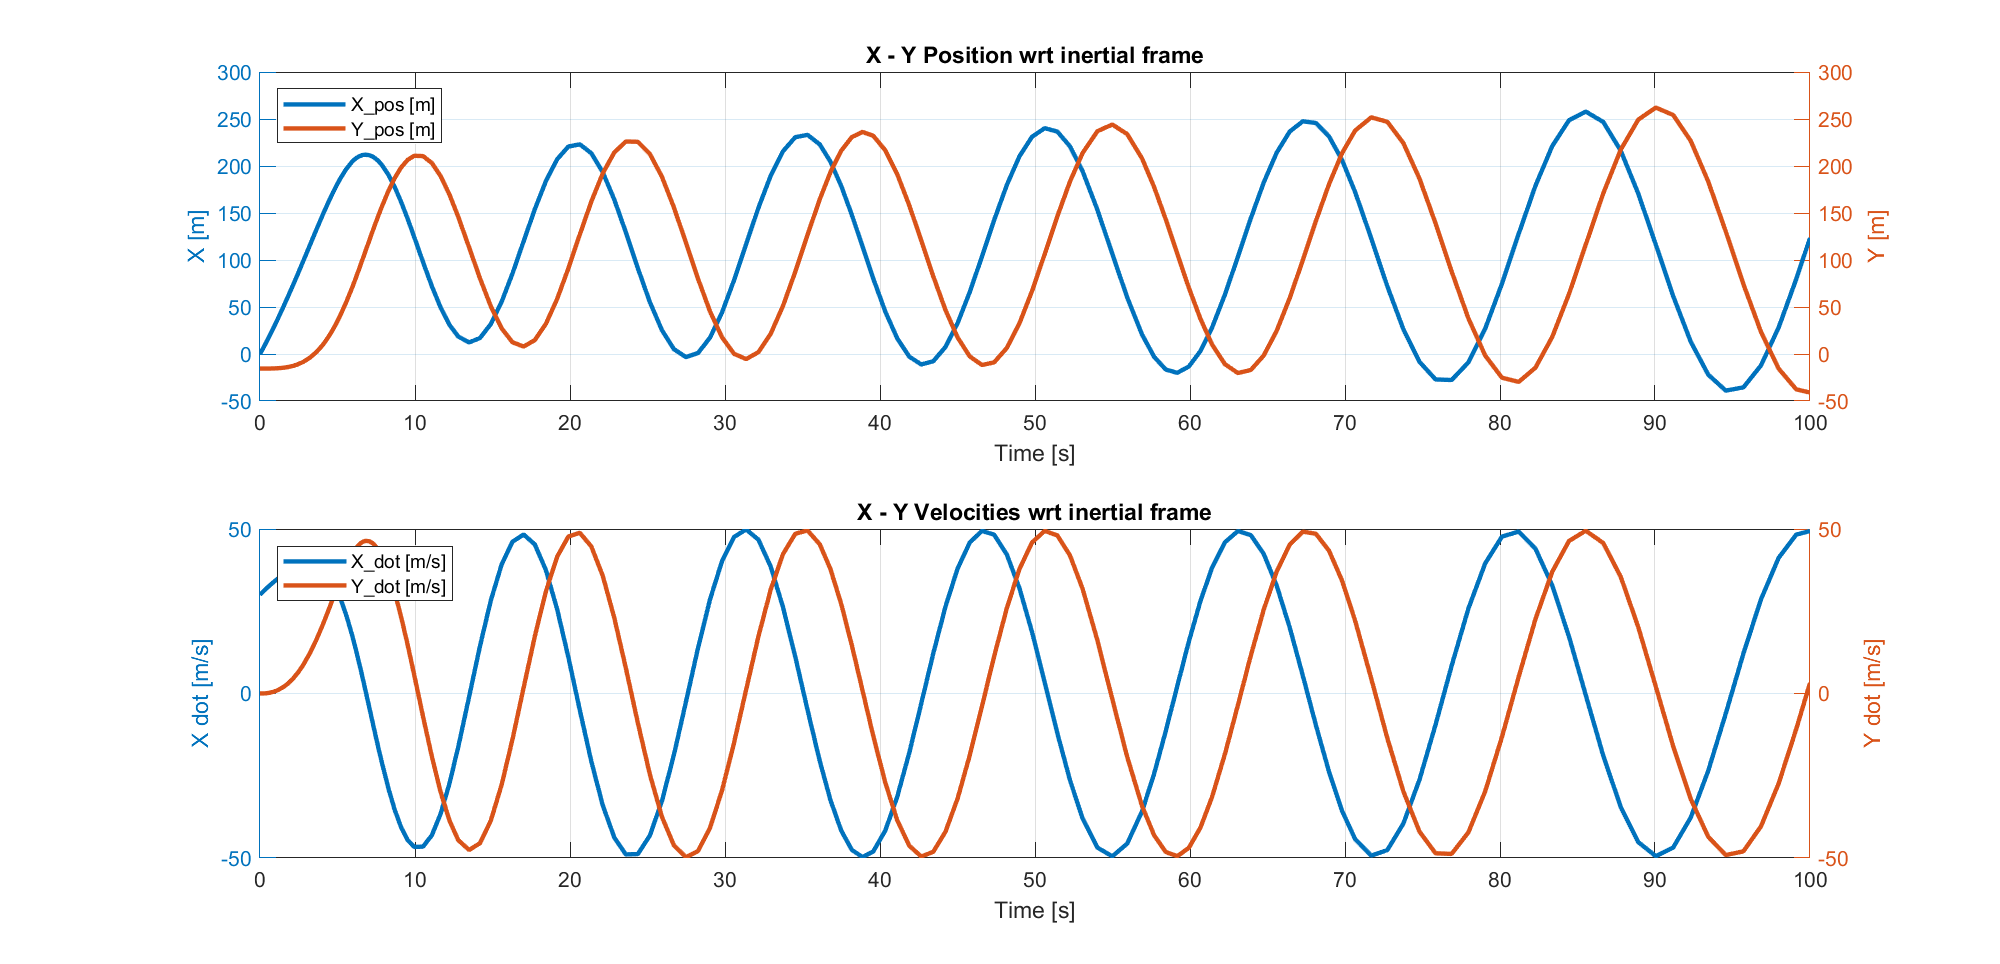 X - Y Position wrt inertial frame
300
250
200
150
100
50
0
-50
X [m]
X_pos [m]
Y_pos [m]
300
250
200
150
100
50
0
-50
Y [m]
0 10 20 30 40 50 60 70 80 90 100
Time [s]
X - Y Velocities wrt inertial frame
50
0
-50
X dot [m/s]
X_dot [m/s]
Y_dot [m/s]
50
0
-50
Y dot [m/s]
0 10 20 30 40 50 60 70 80 90 100
Time [s]